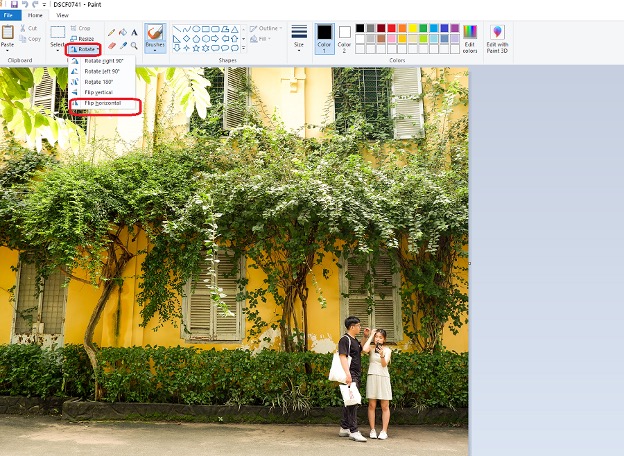 DSCF0741 - Paint
File Home View
Paste
Cut
Copy
Clipboard
Select
Crop
Resize
Rotate
Rotate right 90°
Rotate left 90°
Rotate 180°
Flip vertical
Flip horizontal
A
Brushes
Shapes
Outline
Fill
Size
Color
1
Color
2
Colors
Edit
colors
Edit with
Paint 3D